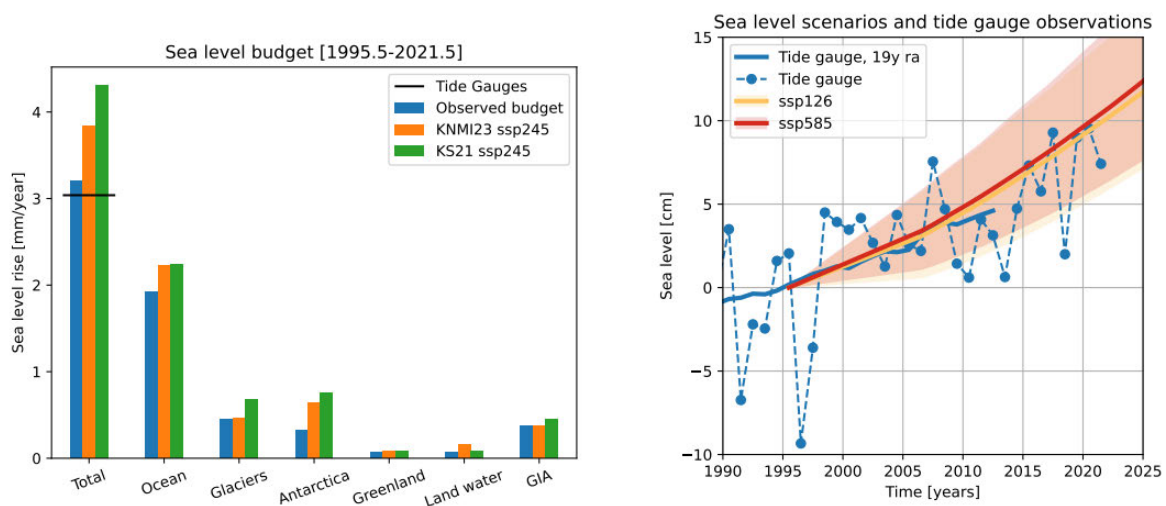 Sea level budget [1995.5-2021.5]
Sea level rise [mm/year]
4
3
2
1
0
Tide Gauges
Observed budget
KNMI23 ssp245
KS21 ssp245
Total
Ocean
Glaciers
Antarctica
Greenland
Land water
GIA
Sea level scenarios and tide gauge observations
Sea level [cm]
15
10
5
0
−5
−10
Tide gauge, 19y ra
Tide gauge
ssp126
ssp585
1990
1995
2000
2005
2010
2015
2020
2025
Time [years]